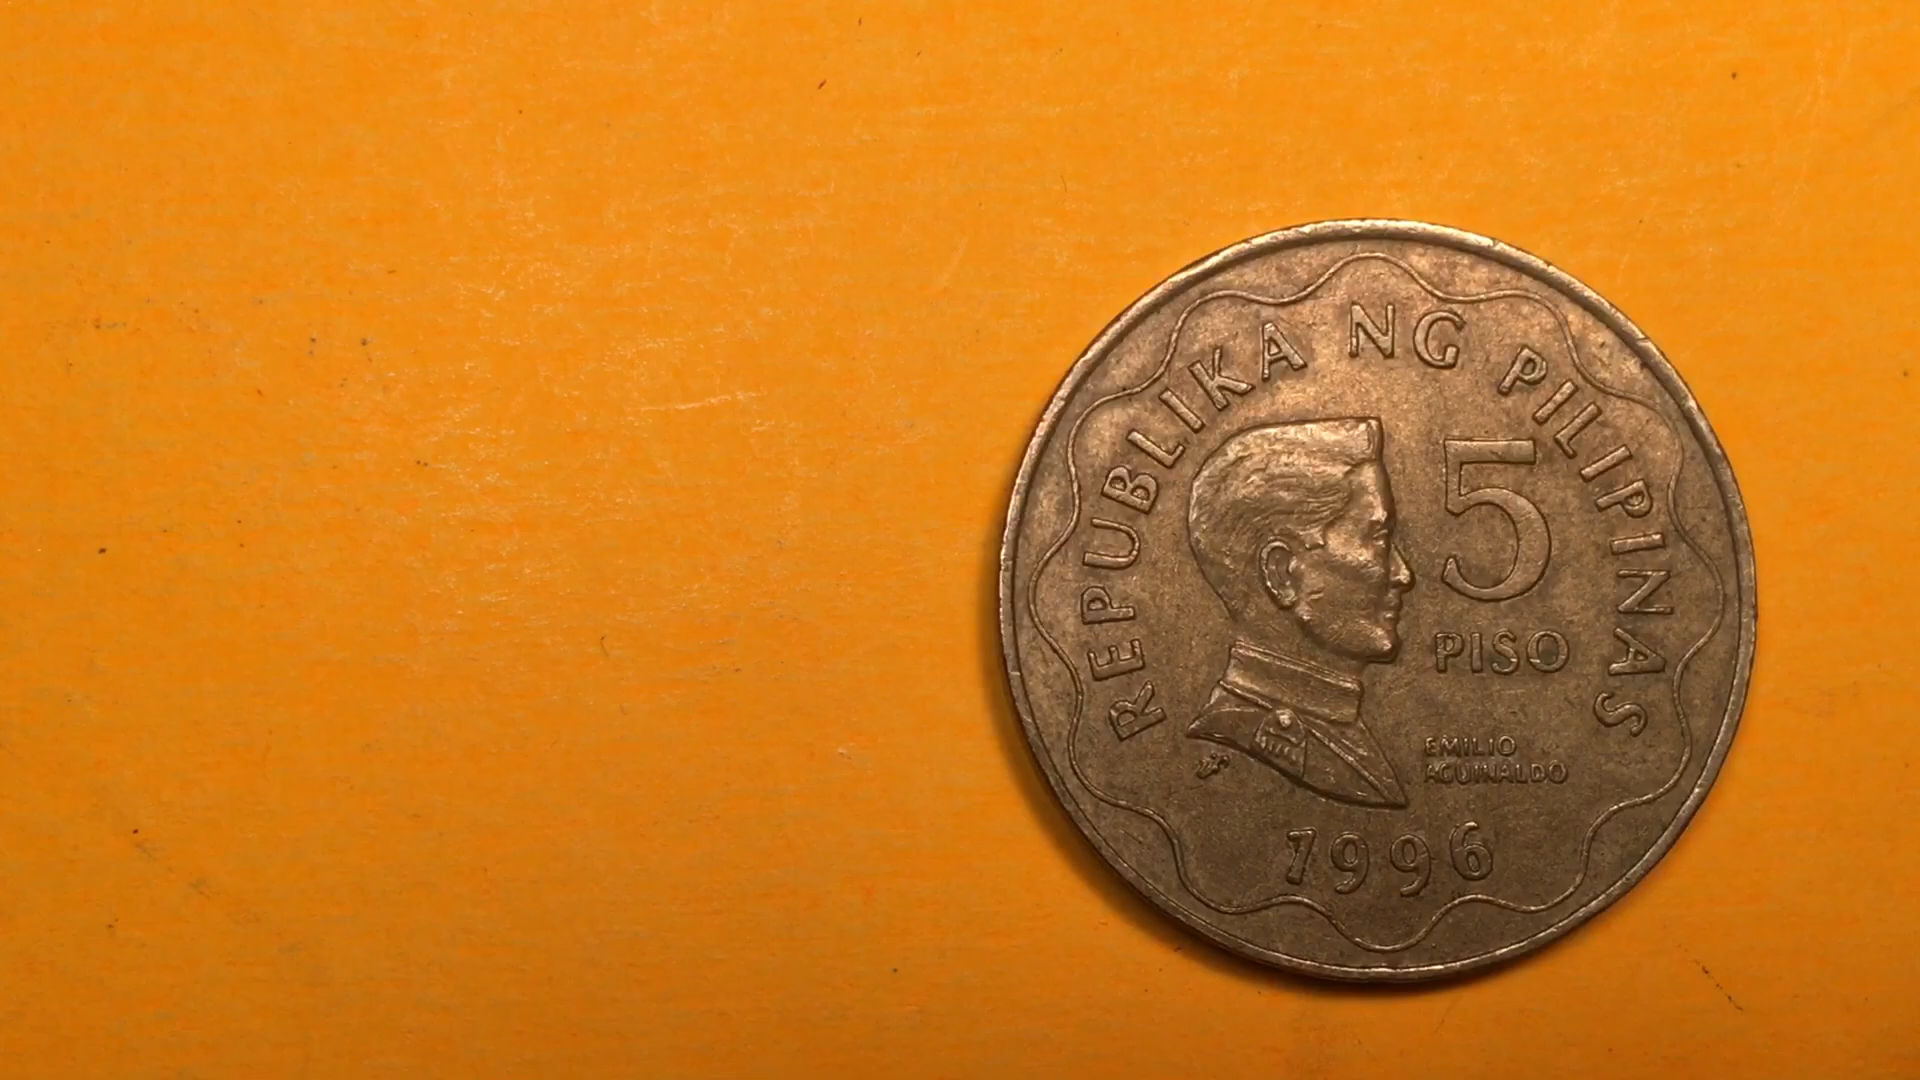 REPUBLIKA NG PILIPINAS
5
PISO
EMILIO
AGUINALDO
1996